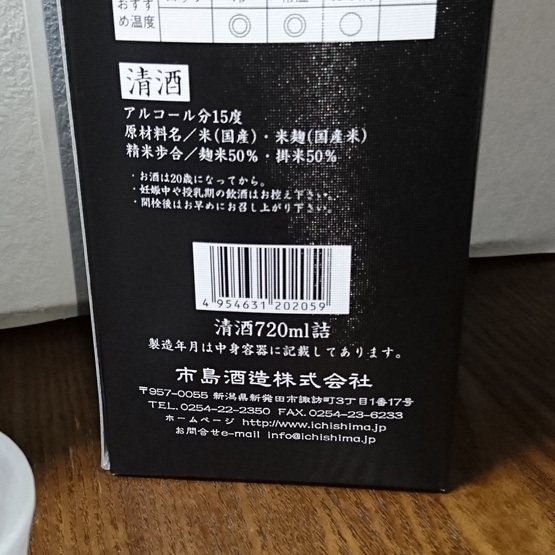 おすす
め温度
◎ ◎ ○
清酒
アルコール分15度
原材料名／米(国産)・米麹(国産米)
精米歩合／麹米50%・掛米50%
・お酒は20歳になってから。
・妊娠中や授乳期の飲酒はお控え下さい。
・開栓後はお早めにお召し上がり下さい。
4 954631 202059
清酒720ml詰
製造年月は中身容器に記載してあります。
市島酒造株式会社
〒957-0055 新潟県新発田市諏訪町3丁目1番17号
TEL.0254-22-2350 FAX.0254-23-6233
ホームページ http://www.ichishima.jp
お問合せe-mail info@ichishima.jp